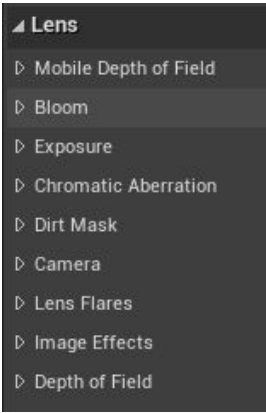 Lens
Mobile Depth of Field
Bloom
Exposure
Chromatic Aberration
Dirt Mask
Camera
Lens Flares
Image Effects
Depth of Field